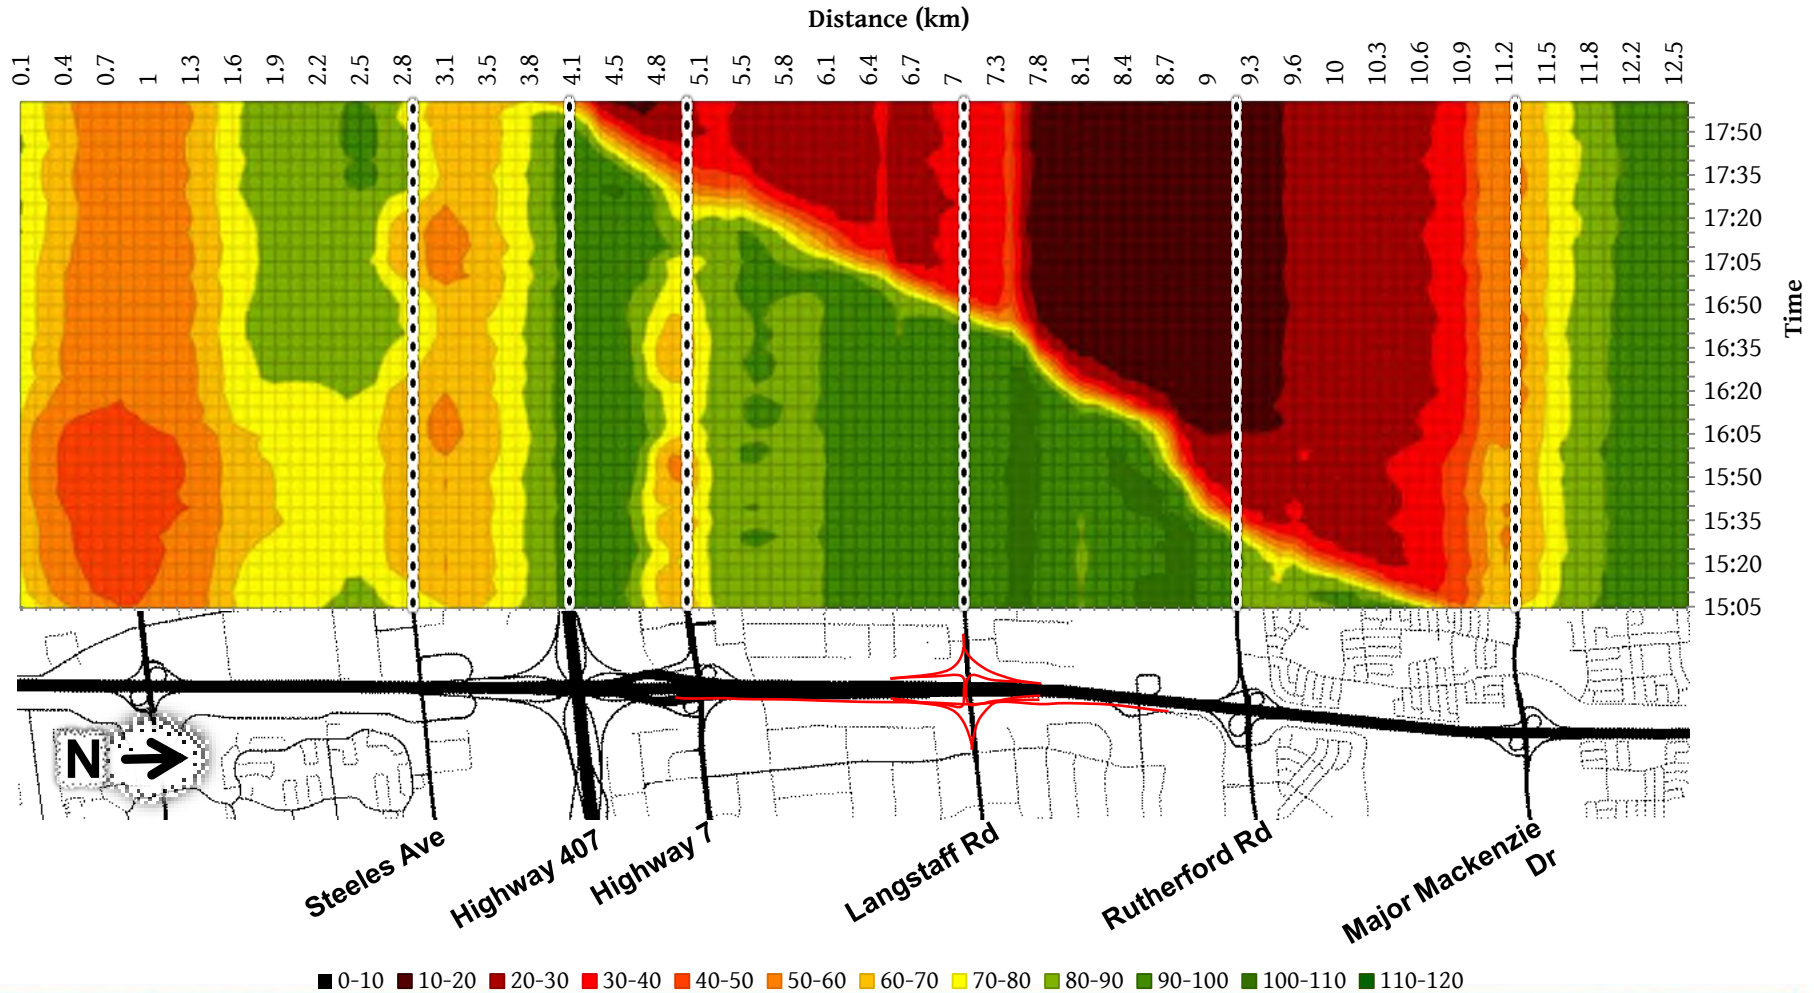 Distance (km)
0.1 0.4 0.7 1 1.3 1.6 1.9 2.2 2.5 2.8 3.1 3.5 3.8 4.1 4.5 4.8 5.1 5.5 5.8 6.1 6.4 6.7 7 7.3 7.8 8.1 8.4 8.7 9 9.3 9.6 10 10.3 10.6 10.9 11.2 11.5 11.8 12.2 12.5
17:50
17:35
17:20
17:05
16:50
16:35
16:20
16:05
15:50
15:35
15:20
15:05
Time
N
Steeles Ave
Highway 407
Highway 7
Langstaff Rd
Rutherford Rd
Major Mackenzie
Dr
0-10 10-20 20-30 30-40 40-50 50-60 60-70 70-80 80-90 90-100 100-110 110-120